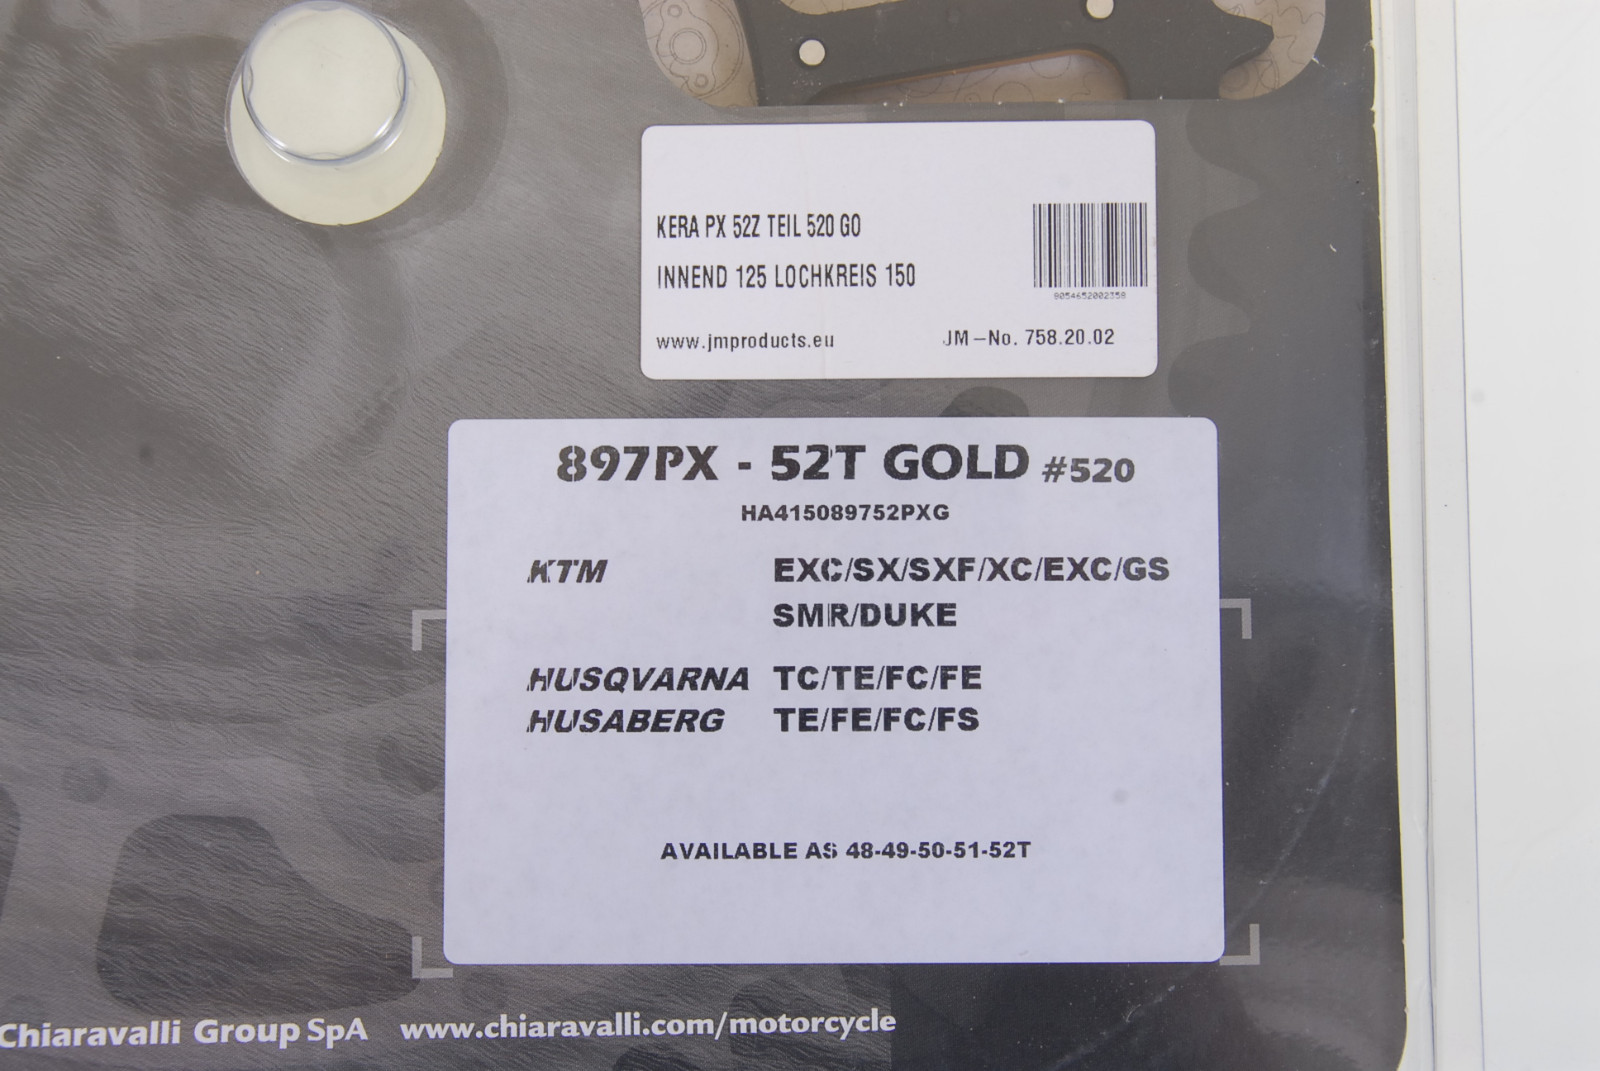 KERA PX 52Z TEIL 520 GO
INNEND 125 LOCHKREIS 150
8054652002358
www.jmproducts.eu JM-No. 758.20.02
897PX - 52T GOLD #520
HA415089752PXG
KTM EXC/SX/SXF/XC/EXC/GS
SMR/DUKE
HUSQVARNA TC/TE/FC/FE
HUSABERG TE/FE/FC/FS
AVAILABLE AS 48-49-50-51-52T
Chiaravalli Group SpA www.chiaravalli.com/motorcycle